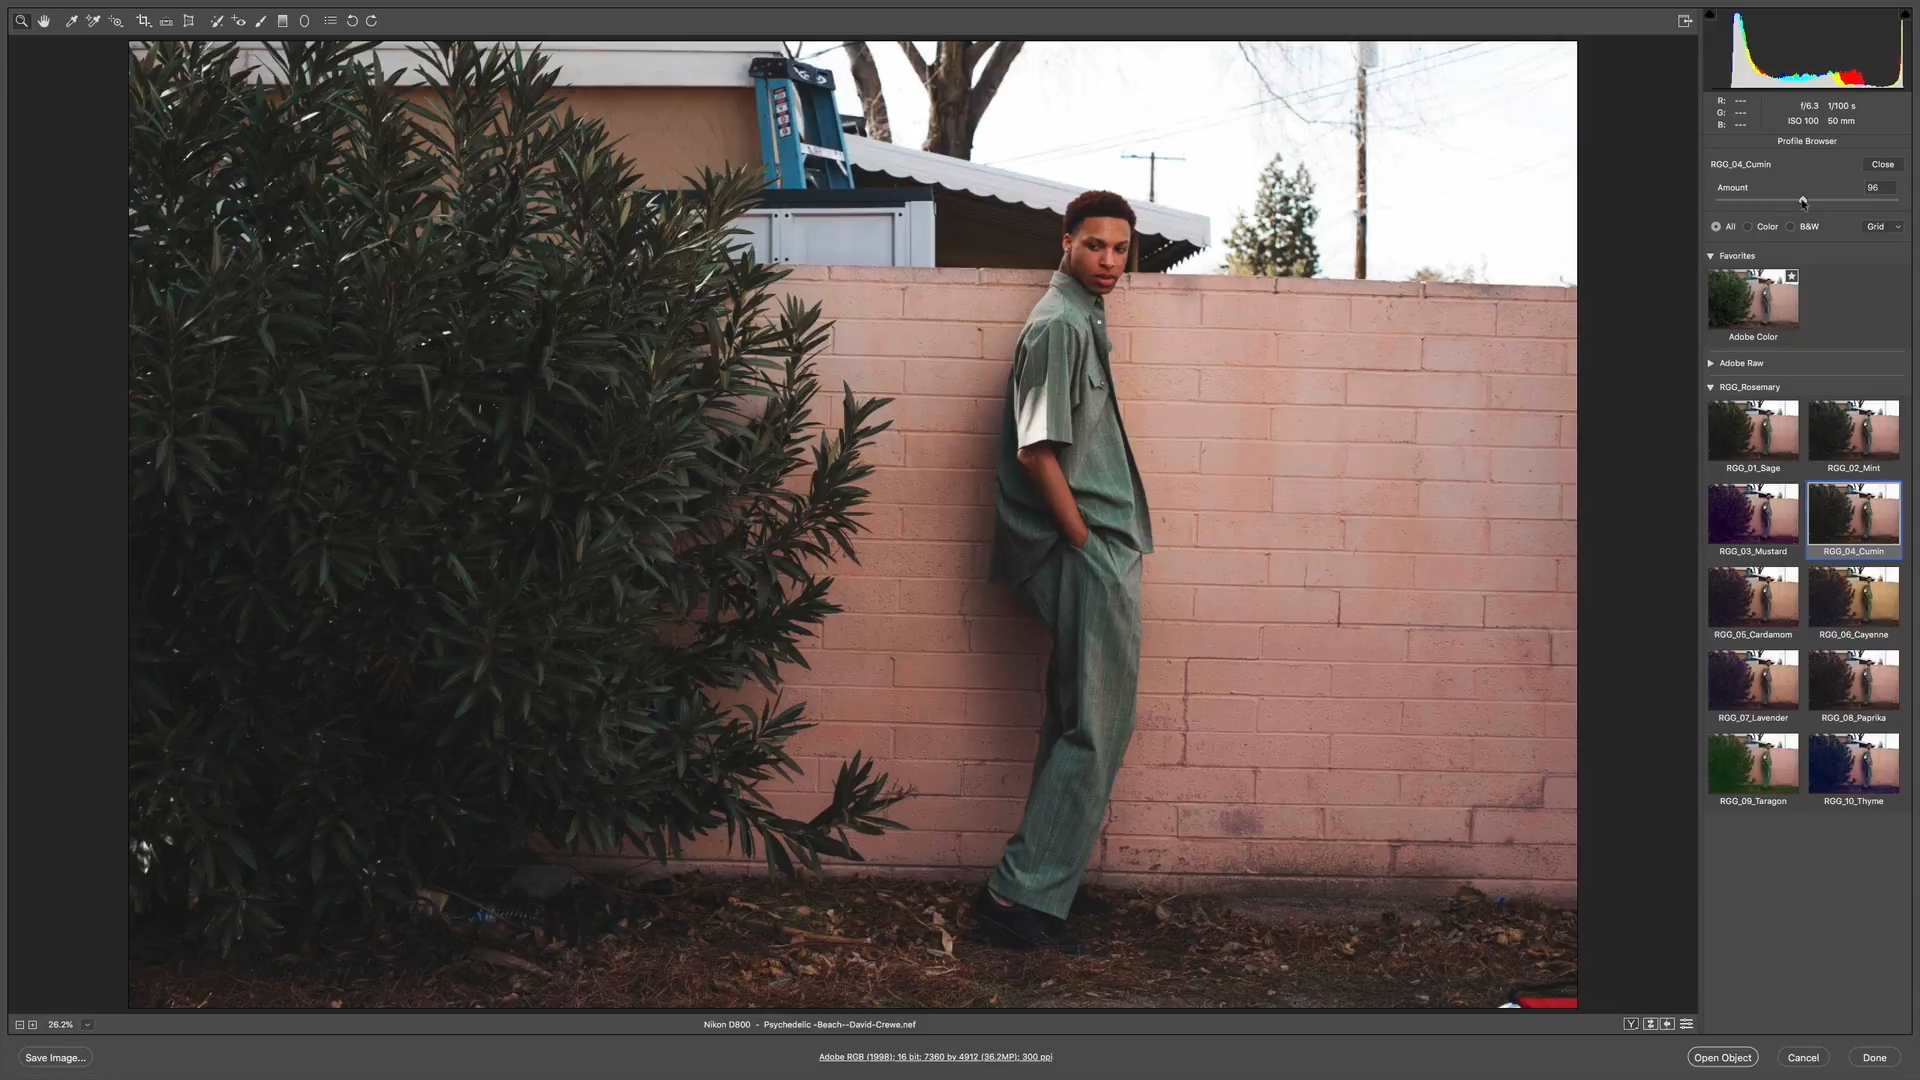 R: ---
G: ---
B: ---
f/6.3 1/100 s
ISO 100 50 mm
Profile Browser
RGG_04_Cumin
Close
Amount
96
All
Color
B&W
Grid
Favorites
Adobe Color
Adobe Raw
RGG_Rosemary
RGG_01_Sage
RGG_02_Mint
RGG_03_Mustard
RGG_04_Cumin
RGG_05_Cardamom
RGG_06_Cayenne
RGG_07_Lavender
RGG_08_Paprika
RGG_09_Taragon
RGG_10_Thyme
26.2%
Nikon D800 - Psychedelic -Beach--David-Crewe.nef
Y
Save Image...
Adobe RGB (1998); 16 bit; 7360 by 4912 (36.2MP); 300 ppi
Open Object
Cancel
Done